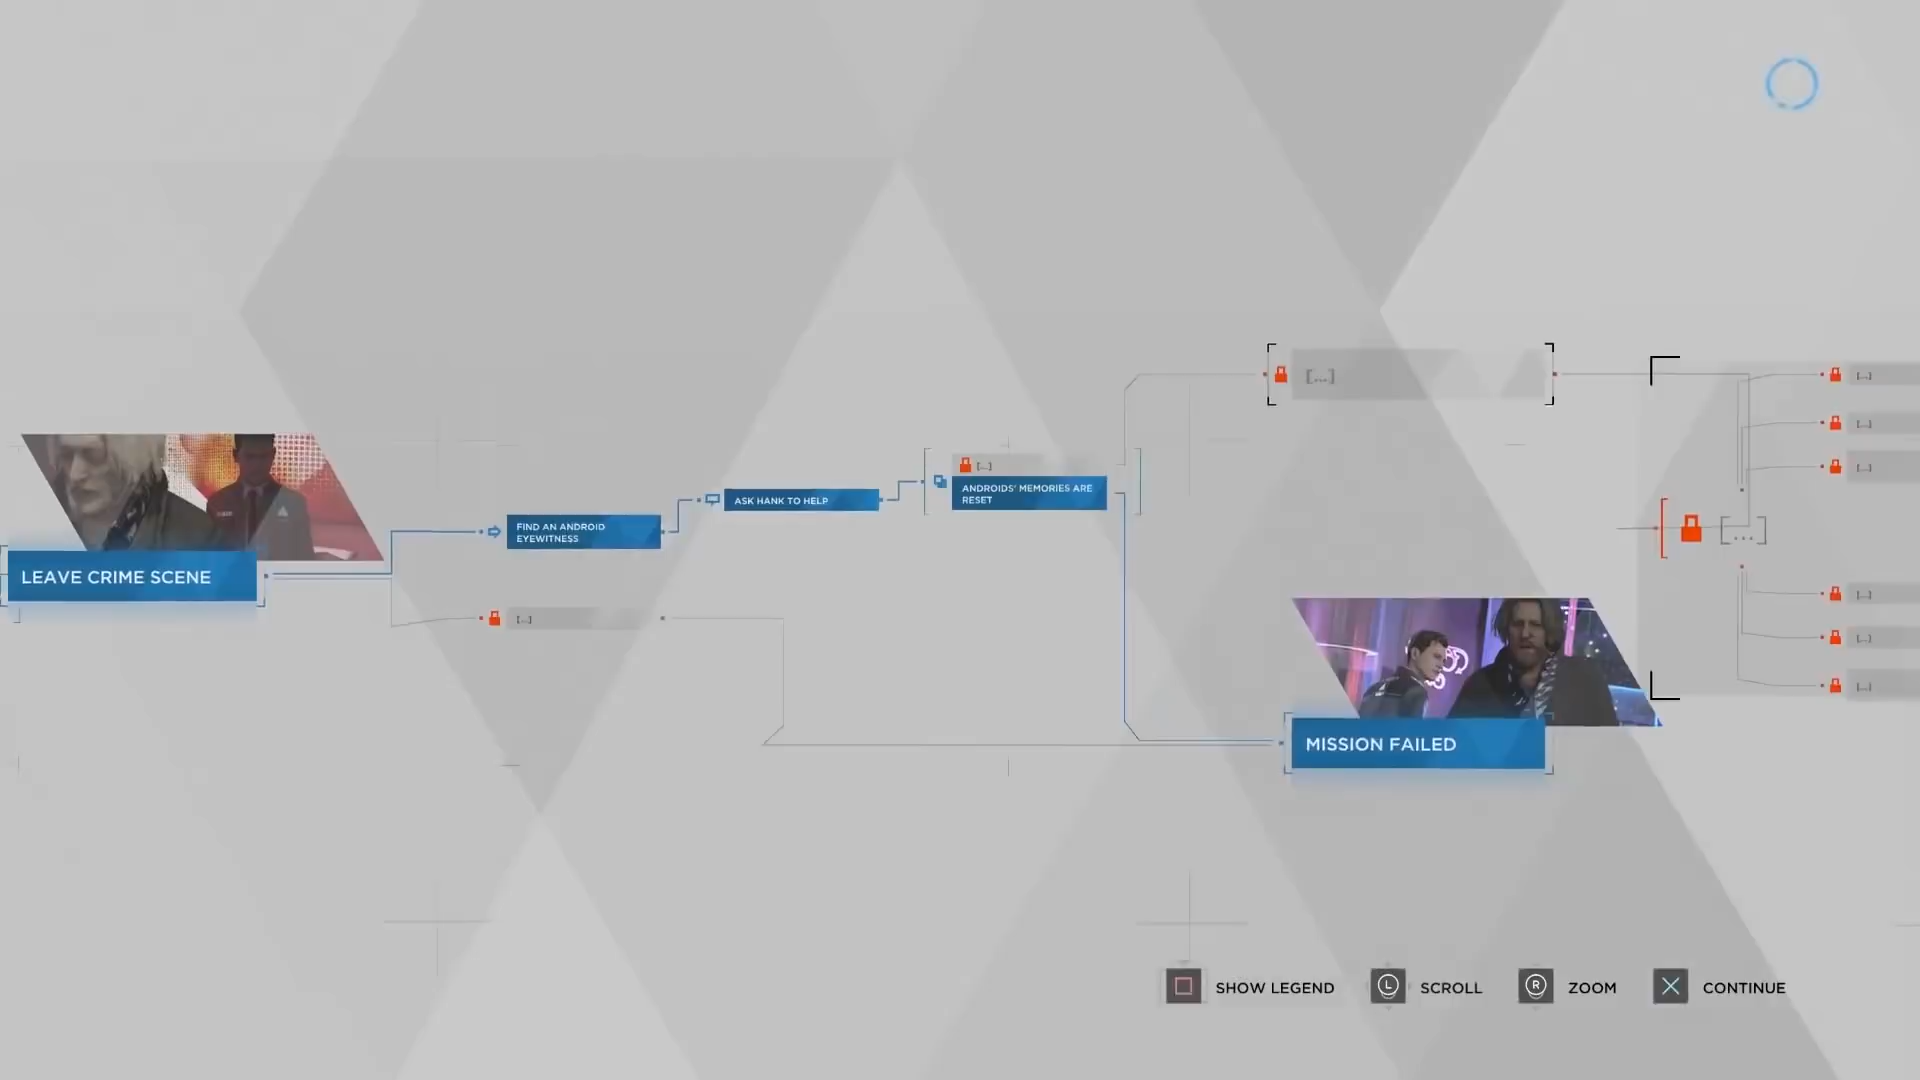 [...]
[...]
[...]
[...]
[...]
ANDROIDS' MEMORIES ARE
RESET
ASK HANK TO HELP
FIND AN ANDROID
EYEWITNESS
[...]
LEAVE CRIME SCENE
[...]
[...]
[...]
[...]
MISSION FAILED
SHOW LEGEND
L
SCROLL
R
ZOOM
CONTINUE